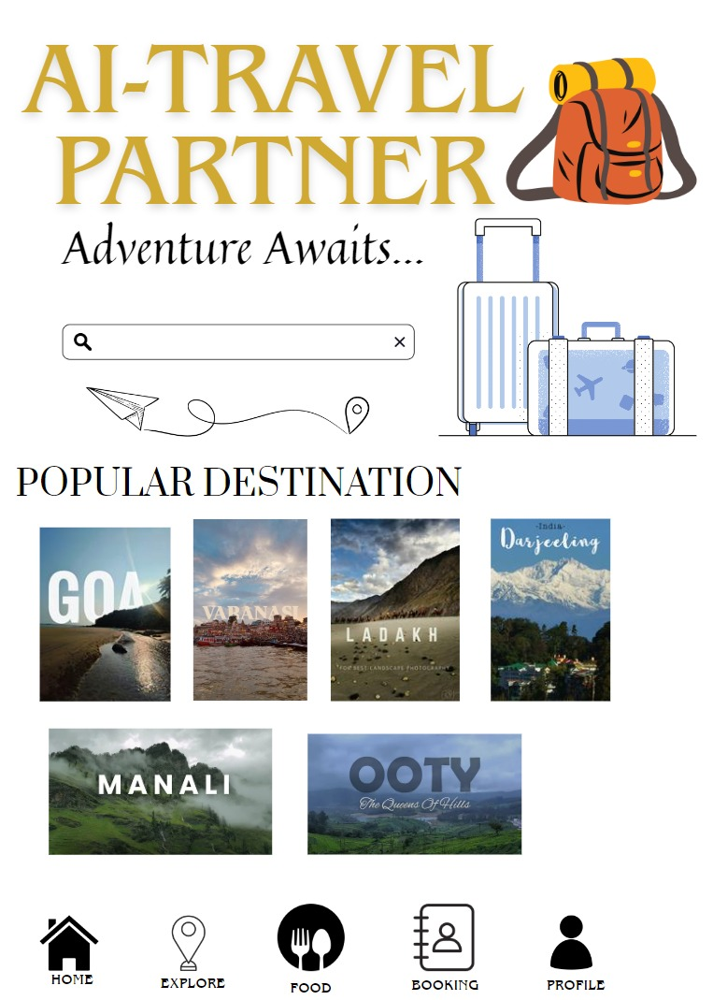 AI-TRAVEL
PARTNER
Adventure Awaits...
POPULAR DESTINATION
GOA
VARANASI
LADAKH
FOR BEST LANDSCAPE PHOTOGRAPHY
-India-
Darjeeling
MANALI
OOTY
The Queens Of Hills
HOME
EXPLORE
FOOD
BOOKING
PROFILE